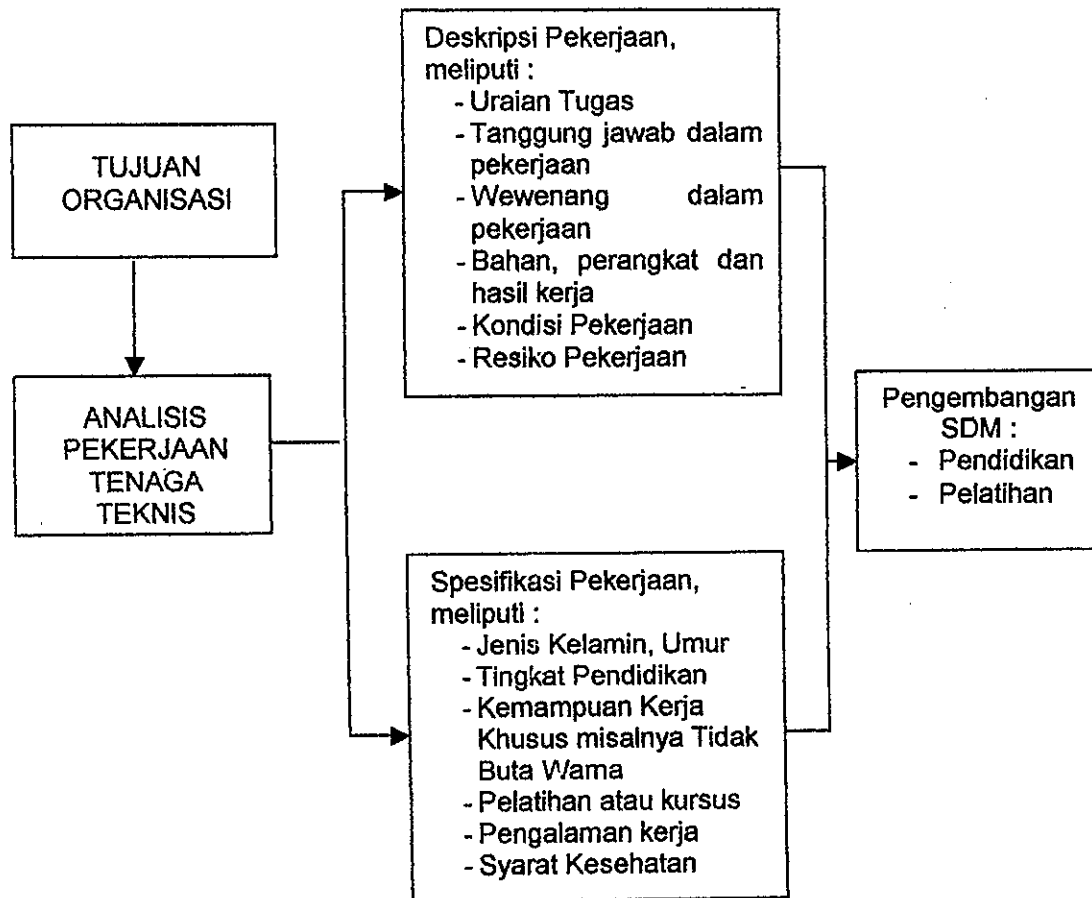 TUJUAN
ORGANISASI
ANALISIS
PEKERJAAN
TENAGA
TEKNIS
Deskripsi Pekerjaan,
meliputi :
- Uraian Tugas
- Tanggung jawab dalam
pekerjaan
- Wewenang dalam
pekerjaan
- Bahan, perangkat dan
hasil kerja
- Kondisi Pekerjaan
- Resiko Pekerjaan
Spesifikasi Pekerjaan,
meliputi :
- Jenis Kelamin, Umur
- Tingkat Pendidikan
- Kemampuan Kerja
Khusus misalnya Tidak
Buta Warna
- Pelatihan atau kursus
- Pengalaman kerja
- Syarat Kesehatan
Pengembangan
SDM :
- Pendidikan
- Pelatihan